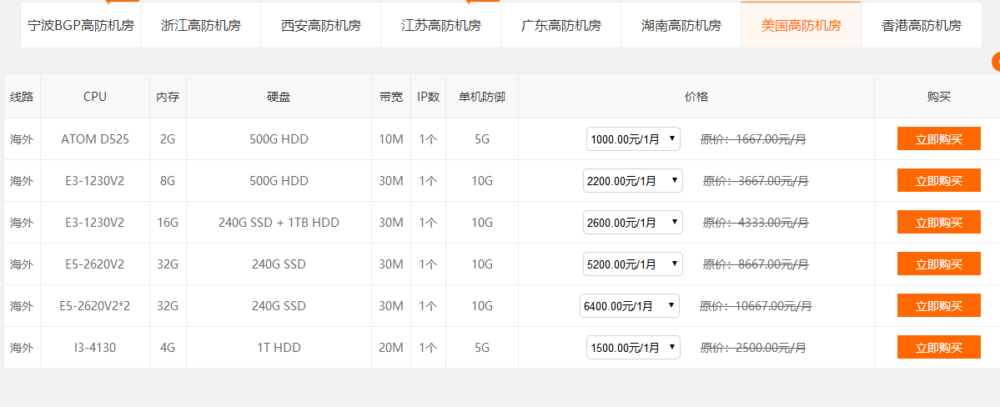 宁波BGP高防机房 浙江高防机房 西安高防机房 江苏高防机房 广东高防机房 湖南高防机房 美国高防机房 香港高防机房
线路 CPU 内存 硬盘 带宽 IP数 单机防御 价格 购买
海外 ATOM D525 2G 500G HDD 10M 1个 5G 1000.00元/1月 原价：1667.00元/月 立即购买
海外 E3-1230V2 8G 500G HDD 30M 1个 10G 2200.00元/1月 原价：3667.00元/月 立即购买
海外 E3-1230V2 16G 240G SSD + 1TB HDD 30M 1个 10G 2600.00元/1月 原价：4333.00元/月 立即购买
海外 E5-2620V2 32G 240G SSD 30M 1个 10G 5200.00元/1月 原价：8667.00元/月 立即购买
海外 E5-2620V2*2 32G 240G SSD 30M 1个 10G 6400.00元/1月 原价：10667.00元/月 立即购买
海外 I3-4130 4G 1T HDD 20M 1个 5G 1500.00元/1月 原价：2500.00元/月 立即购买